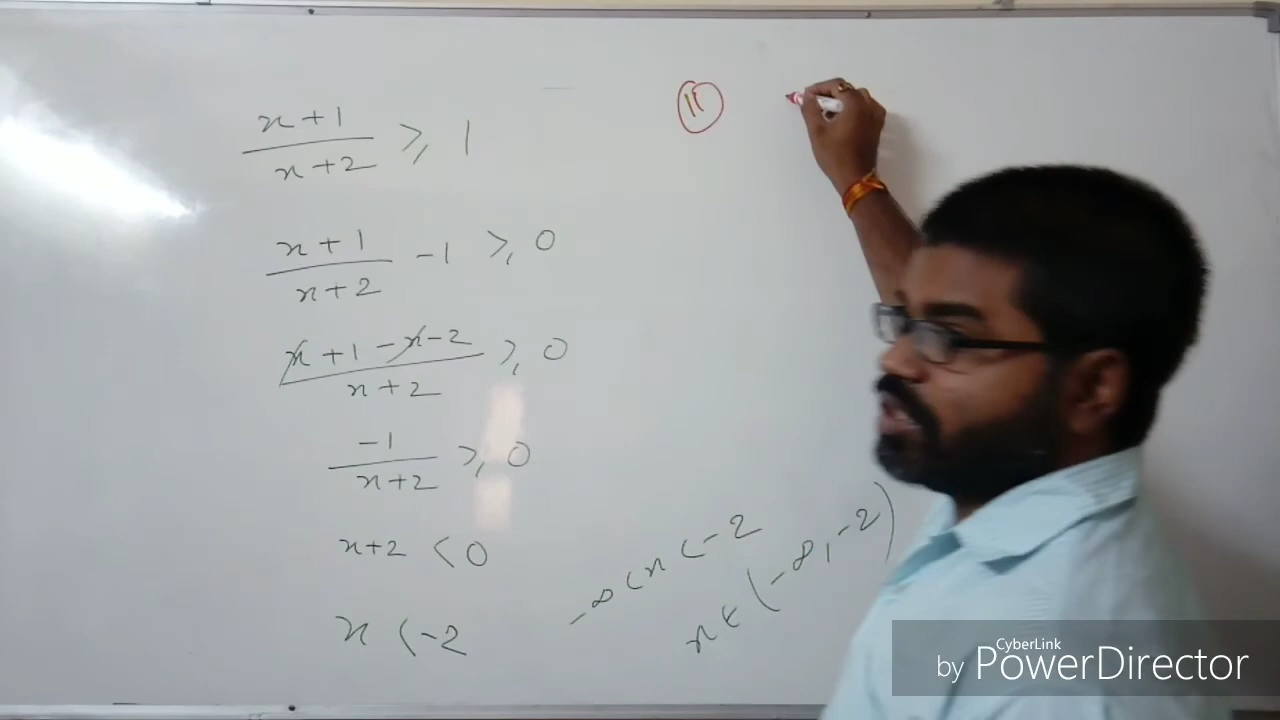 x+1
x+2 ≥ 1
x+1
x+2 -1 ≥ 0
x+1-x-2
x+2 ≥ 0
-1
x+2 ≥ 0
x+2 < 0
x < -2
-∞ < x < -2
x ∈ (-∞, -2)
11
CyberLink
by PowerDirector